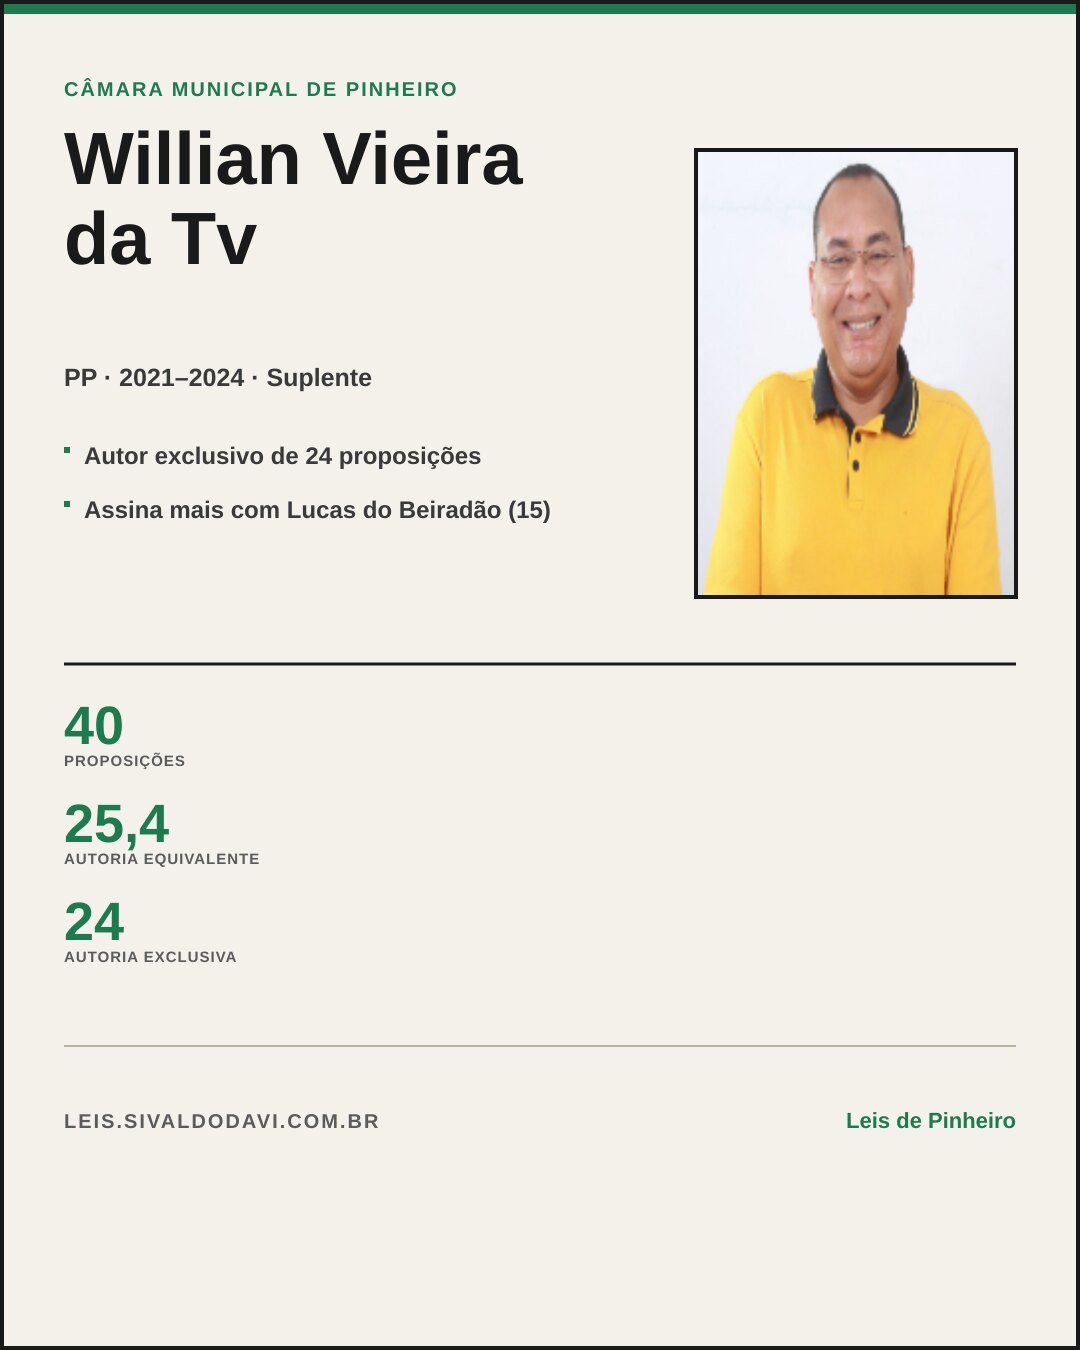 CÂMARA MUNICIPAL DE PINHEIRO
Willian Vieira
da Tv
PP · 2021–2024 · Suplente
Autor exclusivo de 24 proposições
Assina mais com Lucas do Beiradão (15)
40
PROPOSIÇÕES
25,4
AUTORIA EQUIVALENTE
24
AUTORIA EXCLUSIVA
LEIS.SIVALDODAVI.COM.BR
Leis de Pinheiro